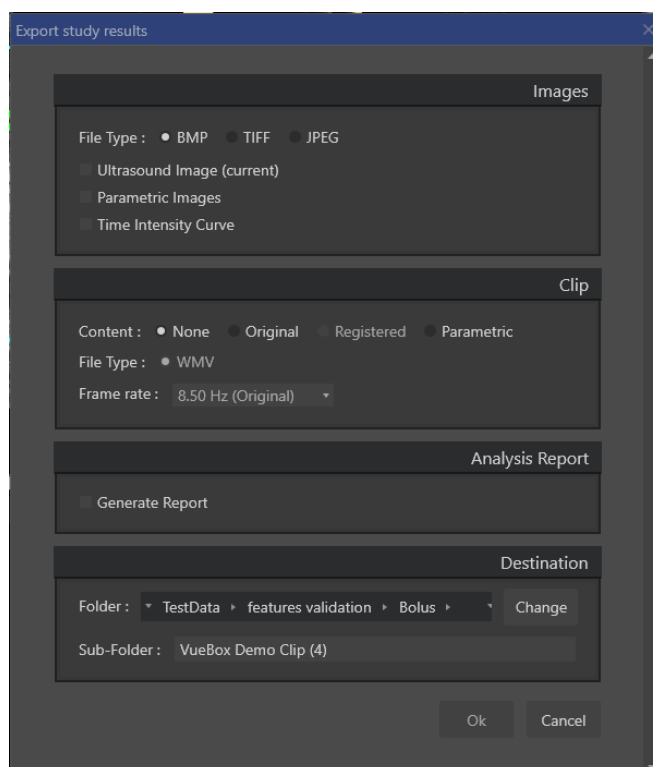 Export study results
Images
File Type : BMP TIFF JPEG
Ultrasound Image (current)
Parametric Images
Time Intensity Curve
Clip
Content : None Original Registered Parametric
File Type : WMV
Frame rate : 8.50 Hz (Original)
Analysis Report
Generate Report
Destination
Folder : TestData features validation Bolus Change
Sub-Folder : VueBox Demo Clip (4)
Ok Cancel